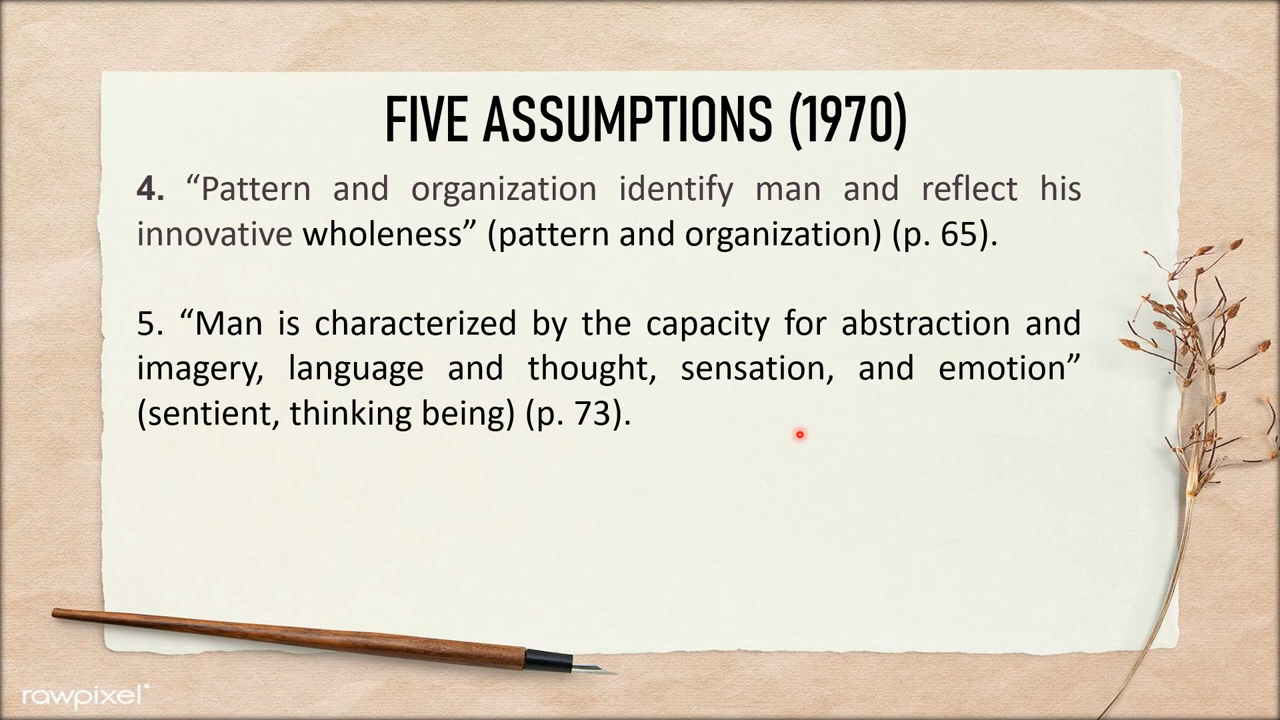 FIVE ASSUMPTIONS (1970)
4. “Pattern and organization identify man and reflect his
innovative wholeness” (pattern and organization) (p. 65).
5. “Man is characterized by the capacity for abstraction and
imagery, language and thought, sensation, and emotion”
(sentient, thinking being) (p. 73).
rawpixel